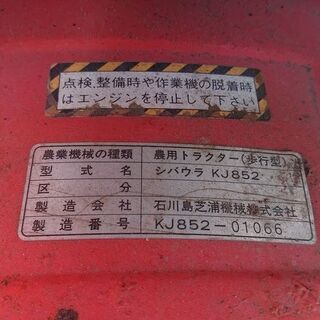 点検、整備時や作業機の脱着時
はエンジンを停止して下さい
農業機械の種類 農用トラクター(歩行型)
型式名 シバウラ KJ852
区分
製造会社 石川島芝浦機械株式会社
製造番号 KJ852-01066